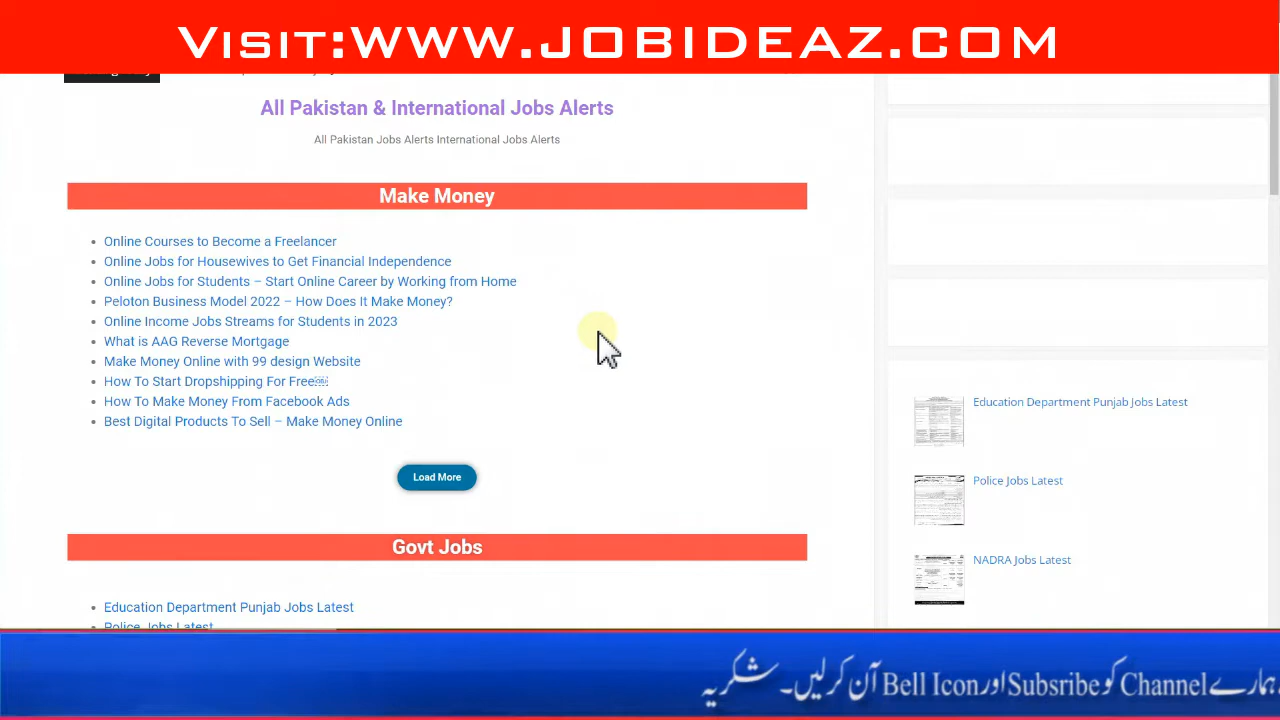 Visit:WWW.JOBIDEAZ.COM
All Pakistan & International Jobs Alerts
All Pakistan Jobs Alerts International Jobs Alerts
Make Money
Online Courses to Become a Freelancer
Online Jobs for Housewives to Get Financial Independence
Online Jobs for Students – Start Online Career by Working from Home
Peloton Business Model 2022 – How Does It Make Money?
Online Income Jobs Streams for Students in 2023
What is AAG Reverse Mortgage
Make Money Online with 99 design Website
How To Start Dropshipping For Free
How To Make Money From Facebook Ads
Best Digital Products To Sell – Make Money Online
Load More
Govt Jobs
Education Department Punjab Jobs Latest
Police Jobs Latest
Education Department Punjab Jobs Latest
Police Jobs Latest
NADRA Jobs Latest
ہمارے Channel کو Subsribe اور Bell Icon آن کرلیں۔ شکریہ